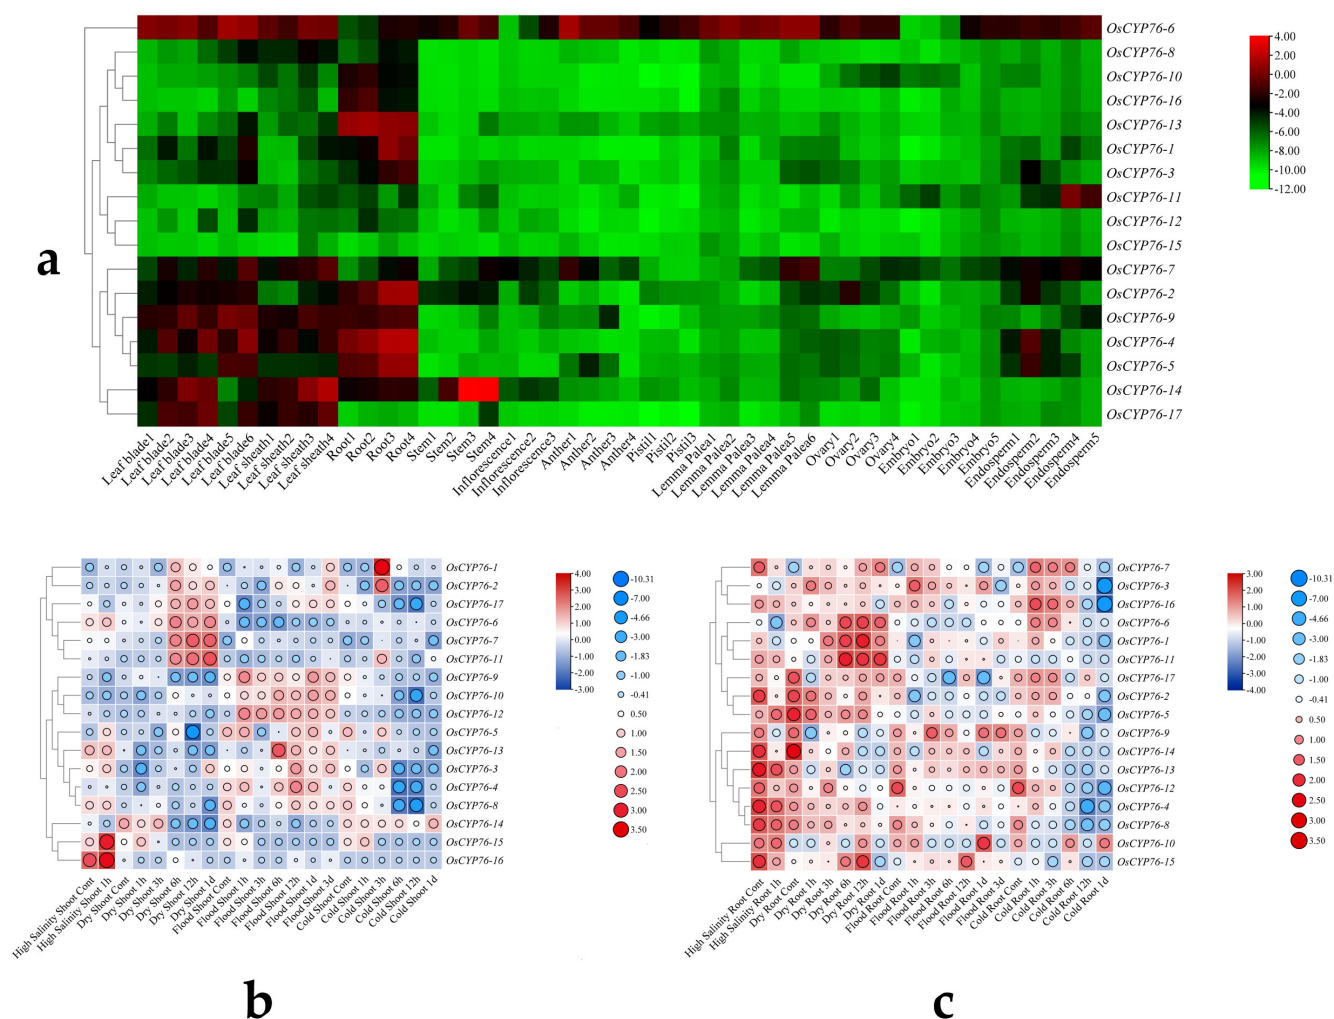 OsCYP76-6
OsCYP76-8
OsCYP76-10
OsCYP76-16
OsCYP76-13
OsCYP76-1
OsCYP76-3
OsCYP76-11
OsCYP76-12
OsCYP76-15
OsCYP76-7
OsCYP76-2
OsCYP76-9
OsCYP76-4
OsCYP76-5
OsCYP76-14
OsCYP76-17
4.00
2.00
0.00
-2.00
-4.00
-6.00
-8.00
-10.00
-12.00
a
Leaf blade1
Leaf blade2
Leaf blade3
Leaf blade4
Leaf blade5
Leaf blade6
Leaf sheath1
Leaf sheath2
Leaf sheath3
Leaf sheath4
Root1
Root2
Root3
Root4
Stem1
Stem2
Stem3
Stem4
Inflorescence1
Inflorescence2
Inflorescence3
Anther1
Anther2
Anther3
Anther4
Pistil1
Pistil2
Pistil3
Lemma Palea1
Lemma Palea2
Lemma Palea3
Lemma Palea4
Lemma Palea5
Lemma Palea6
Ovary1
Ovary2
Ovary3
Ovary4
Embryo1
Embryo2
Embryo3
Embryo4
Embryo5
Endosperm1
Endosperm2
Endosperm3
Endosperm4
Endosperm5
OsCYP76-1
OsCYP76-2
OsCYP76-17
OsCYP76-6
OsCYP76-7
OsCYP76-11
OsCYP76-9
OsCYP76-10
OsCYP76-12
OsCYP76-5
OsCYP76-13
OsCYP76-3
OsCYP76-4
OsCYP76-8
OsCYP76-14
OsCYP76-15
OsCYP76-16
4.00
3.00
2.00
1.00
0.00
-1.00
-2.00
-3.00
-10.31
-7.00
-4.66
-3.00
-1.83
-1.00
-0.41
0.50
1.00
1.50
2.00
2.50
3.00
3.50
High Salinity Shoot Cont
High Salinity Shoot 1h
Dry Shoot Cont
Dry Shoot 1h
Dry Shoot 3h
Dry Shoot 6h
Dry Shoot 12h
Dry Shoot 1d
Flood Shoot Cont
Flood Shoot 1h
Flood Shoot 3h
Flood Shoot 6h
Flood Shoot 12h
Flood Shoot 1d
Flood Shoot 3d
Cold Shoot Cont
Cold Shoot 1h
Cold Shoot 3h
Cold Shoot 6h
Cold Shoot 12h
Cold Shoot 1d
b
OsCYP76-7
OsCYP76-3
OsCYP76-16
OsCYP76-6
OsCYP76-1
OsCYP76-11
OsCYP76-17
OsCYP76-2
OsCYP76-5
OsCYP76-9
OsCYP76-14
OsCYP76-13
OsCYP76-12
OsCYP76-4
OsCYP76-8
OsCYP76-10
OsCYP76-15
3.00
2.00
1.00
0.00
-1.00
-2.00
-3.00
-4.00
-10.31
-7.00
-4.66
-3.00
-1.83
-1.00
-0.41
0.50
1.00
1.50
2.00
2.50
3.00
3.50
High Salinity Root Cont
High Salinity Root 1h
Dry Root Cont
Dry Root 1h
Dry Root 3h
Dry Root 6h
Dry Root 12h
Dry Root 1d
Flood Root Cont
Flood Root 1h
Flood Root 3h
Flood Root 6h
Flood Root 12h
Flood Root 1d
Flood Root 3d
Cold Root Cont
Cold Root 1h
Cold Root 3h
Cold Root 6h
Cold Root 12h
Cold Root 1d
c